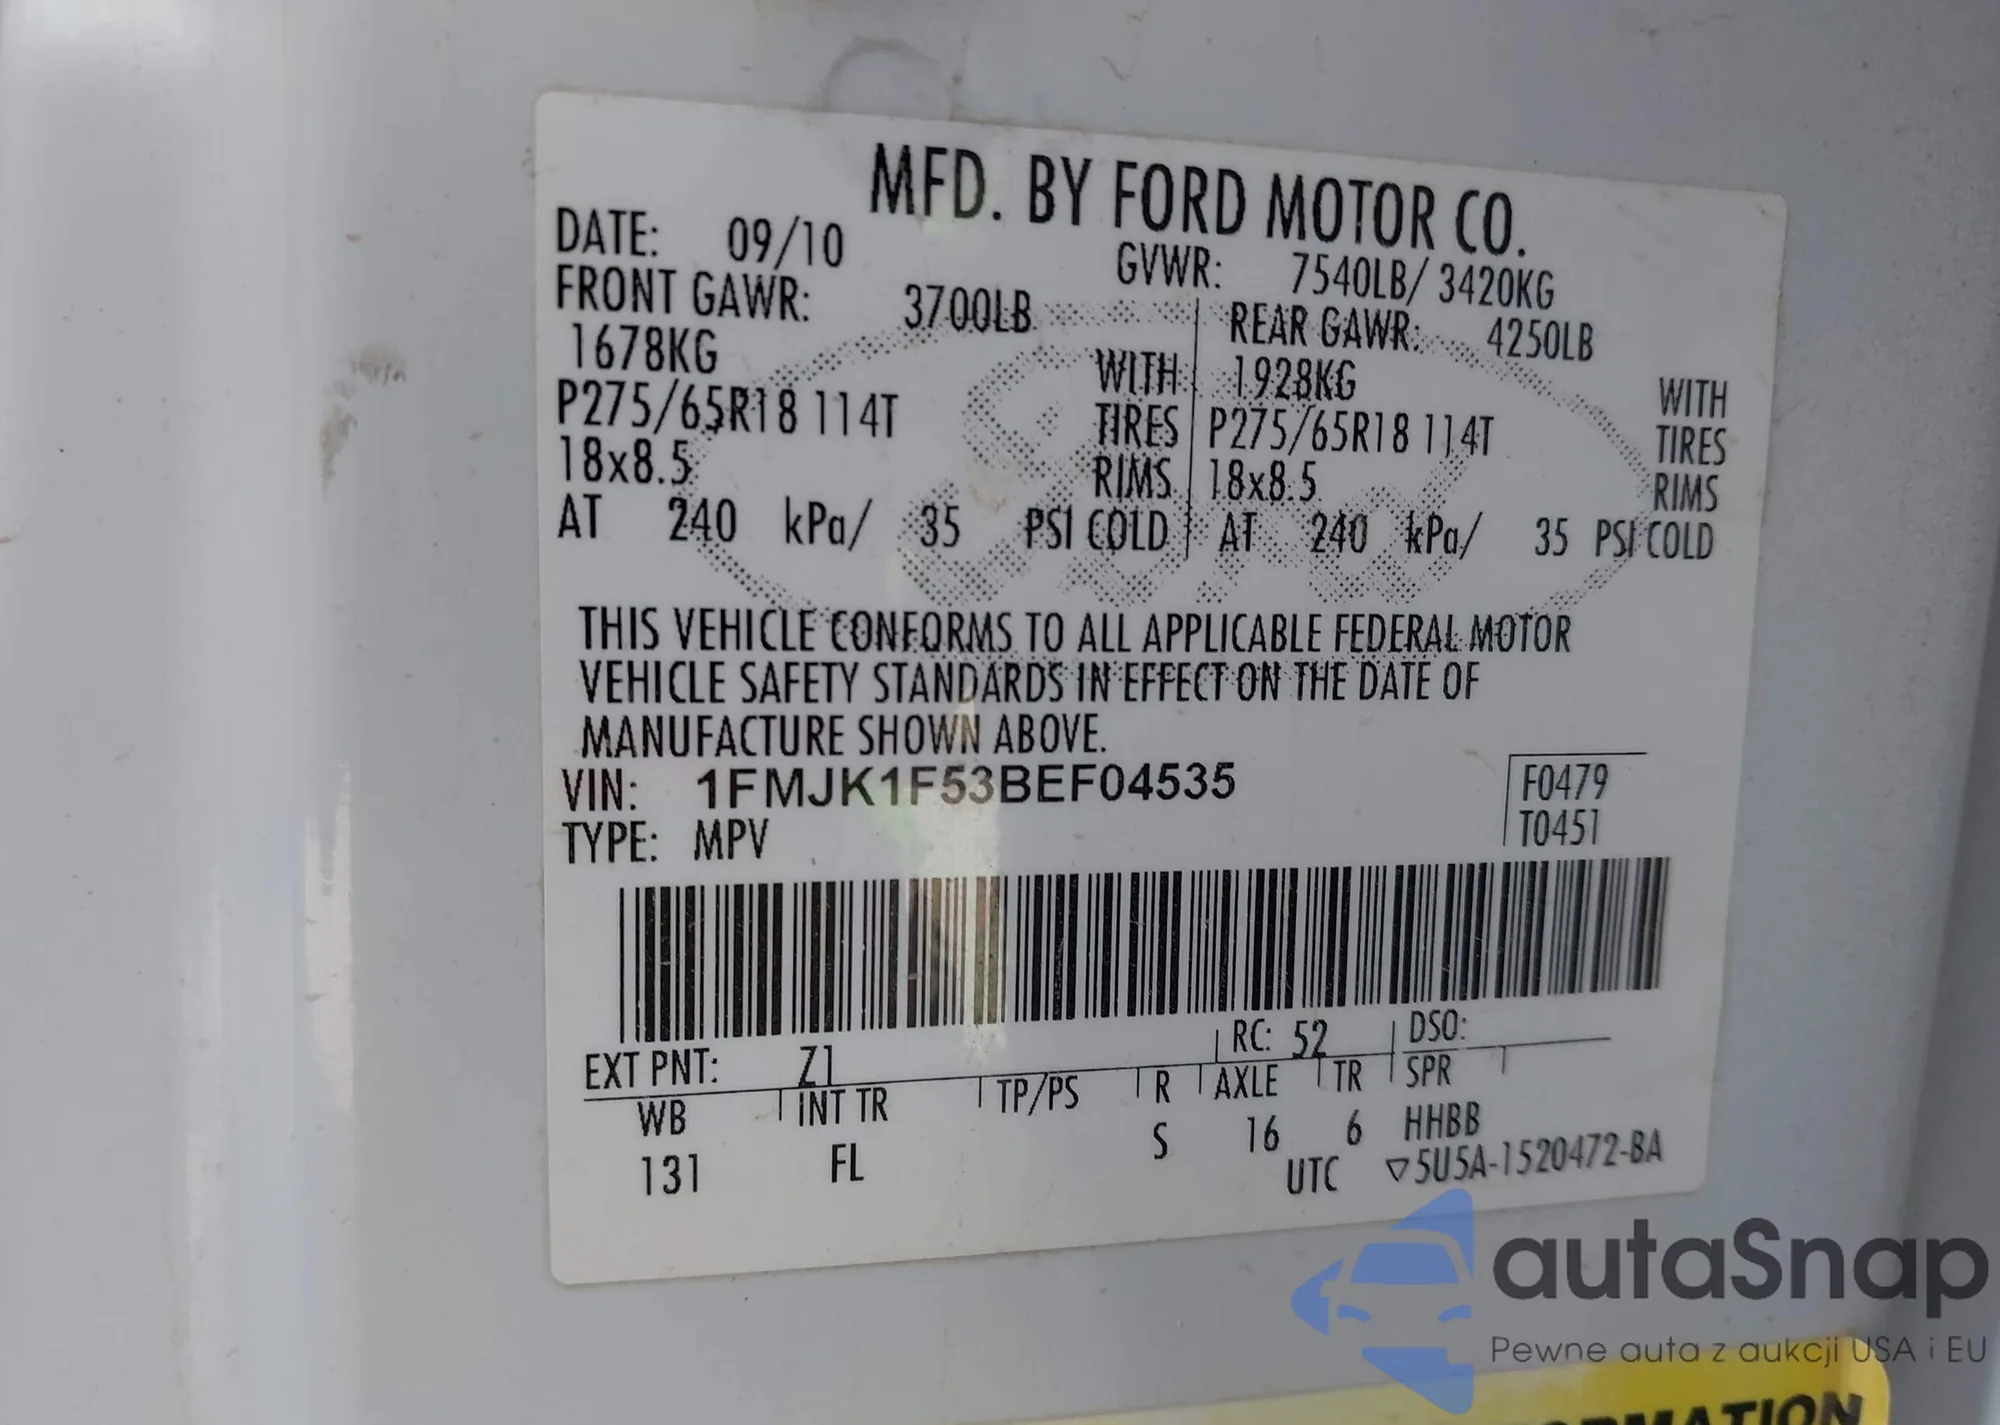 MFD. BY FORD MOTOR CO.
DATE: 09/10 GVWR: 7540LB/ 3420KG
FRONT GAWR: 3700LB REAR GAWR: 4250LB
1678KG WITH 1928KG WITH
P275/65R18 114T TIRES P275/65R18 114T TIRES
18x8.5 RIMS 18x8.5 RIMS
AT 240 kPa/ 35 PSI COLD AT 240 kPa/ 35 PSI COLD
THIS VEHICLE CONFORMS TO ALL APPLICABLE FEDERAL MOTOR
VEHICLE SAFETY STANDARDS IN EFFECT ON THE DATE OF
MANUFACTURE SHOWN ABOVE.
VIN: 1FMJK1F53BEF04535 F0479
TYPE: MPV T0451
EXT PNT: Z1 RC: 52 DSO:
WB INT TR TP/PS R AXLE TR SPR
131 FL S 16 6 HHBB
UTC ▽5U5A-1520472-BA
autaSnap
Pewne auta z aukcji USA i EU